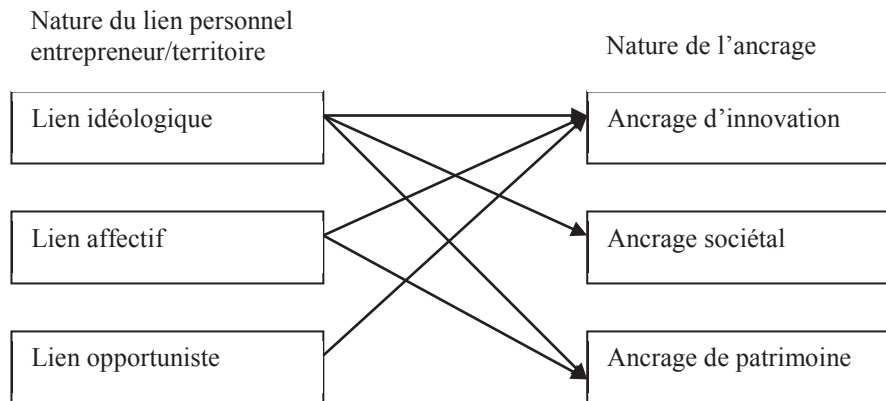 Nature du lien personnel
entrepreneur/territoire
Nature de l’ancrage
Lien idéologique
Ancrage d’innovation
Lien affectif
Ancrage sociétal
Lien opportuniste
Ancrage de patrimoine